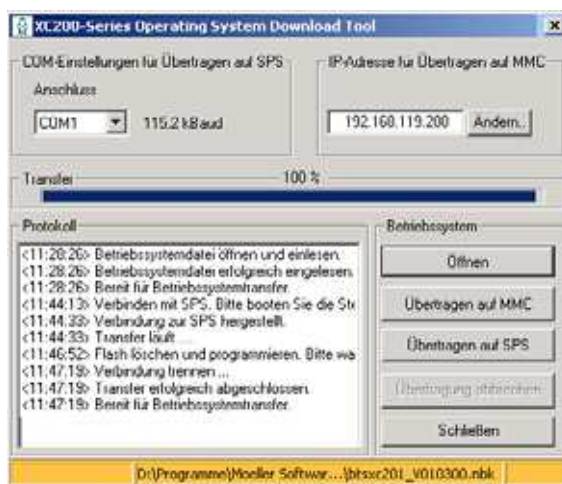 XC200-Series Operating System Download Tool
COM-Einstellungen für Übertragen auf SPS
Anschluss
COM1
115.2 kBaud
IP-Adresse für Übertragen auf MMC
192.168.119.200
Ändern..
Transfer
100 %
Protokoll
<11:28:26> Betriebssystemdatei öffnen und einlesen.
<11:28:26> Betriebssystemdatei erfolgreich eingelesen.
<11:28:26> Bereit für Betriebssystemtransfer.
<11:44:13> Verbinden mit SPS. Bitte booten Sie die Ste
<11:44:33> Verbindung zur SPS hergestellt.
<11:44:33> Transfer läuft ...
<11:46:52> Flash löschen und programmieren. Bitte wa
<11:47:19> Verbindung trennen ...
<11:47:19> Transfer erfolgreich abgeschlossen.
<11:47:19> Bereit für Betriebssystemtransfer.
Betriebssystem
Öffnen
Übertragen auf MMC
Übertragen auf SPS
Übertragung abbrechen
Schließen
D:\Programme\Moeller Softwar...\btsxc201_V010300.nbk